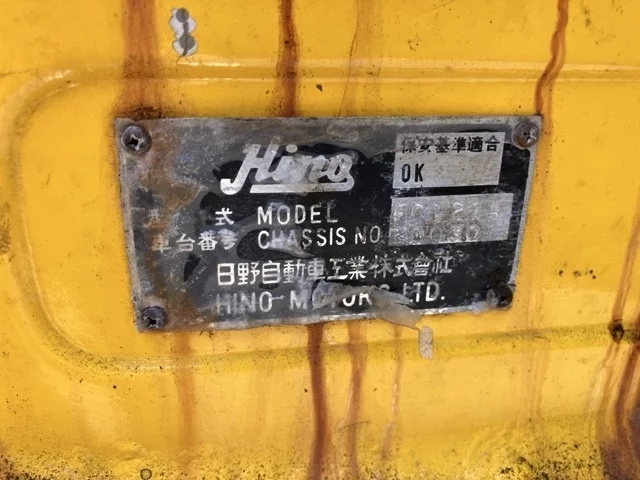 Hino
保安基準適合
OK
式 MODEL
車台番号 CHASSIS NO.
日野自動車工業株式會社
HINO MOTORS, LTD.